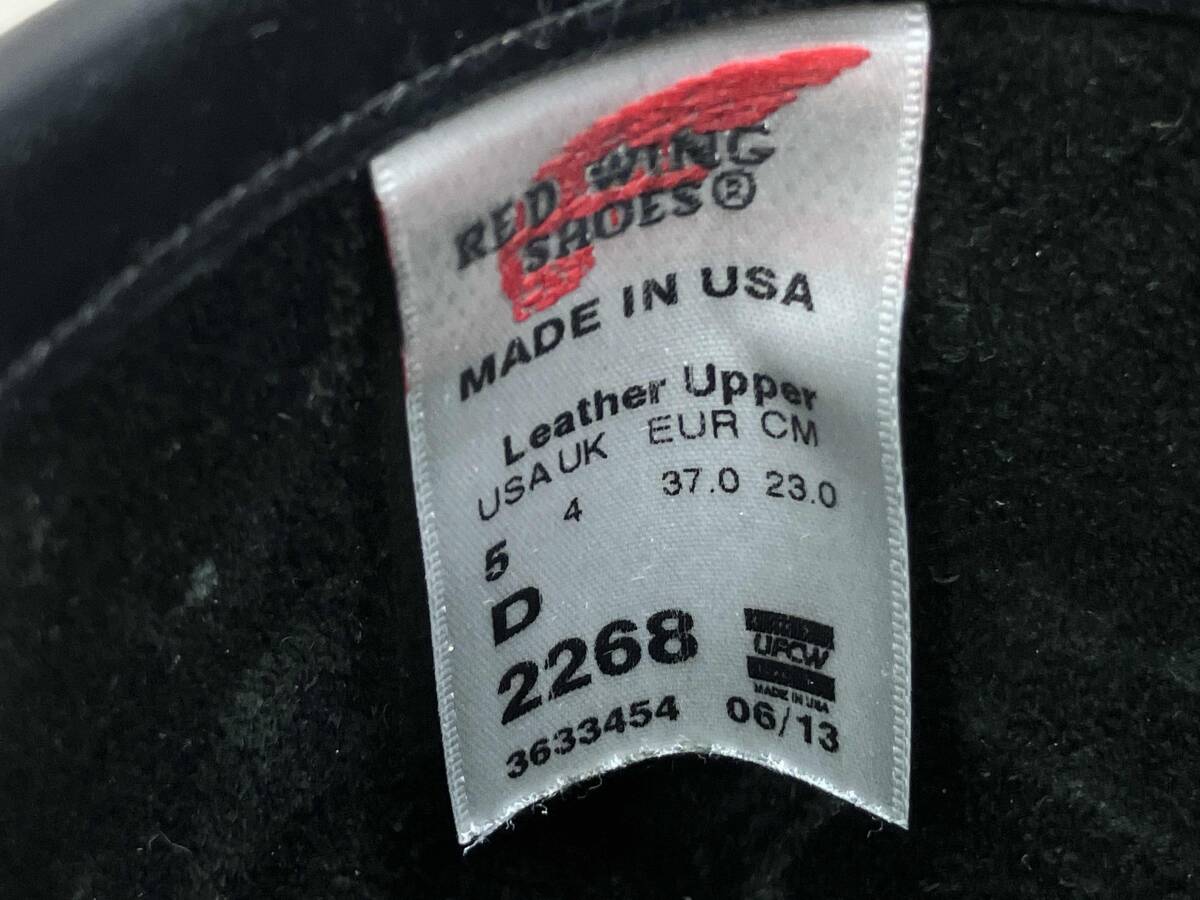 RED WING
SHOES®
MADE IN USA
Leather Upper
USA UK EUR CM
5 4 37.0 23.0
D
2268
UFCW
MADE IN USA
3633454 06/13